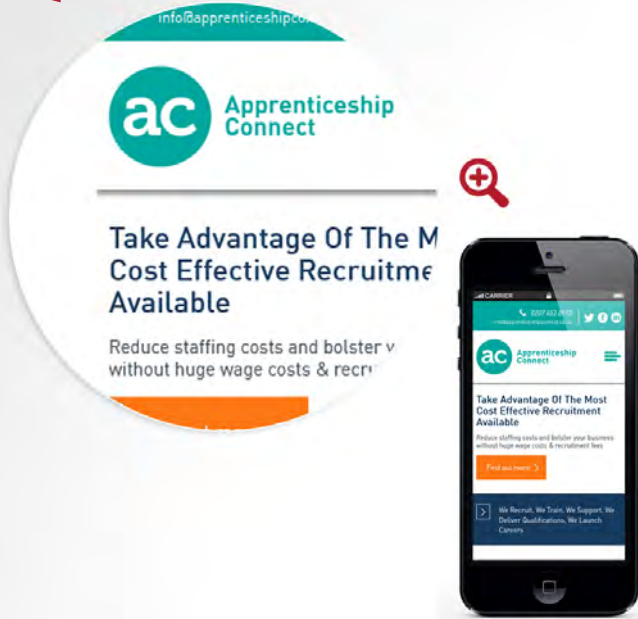 info@apprenticeshipco
ac
Apprenticeship
Connect
Take Advantage Of The M
Cost Effective Recruitme
Available
Reduce staffing costs and bolster
without huge wage costs & recru
CARRIER
ac
Apprenticeship
Connect
Take Advantage Of The Most
Cost Effective Recruitment
Available
Reduce staffing costs and bolster your business
without huge wage costs & recruitment fees
Find out more >
We Recruit, We Train, We Support, We
Deliver Qualifications, We Launch
Careers